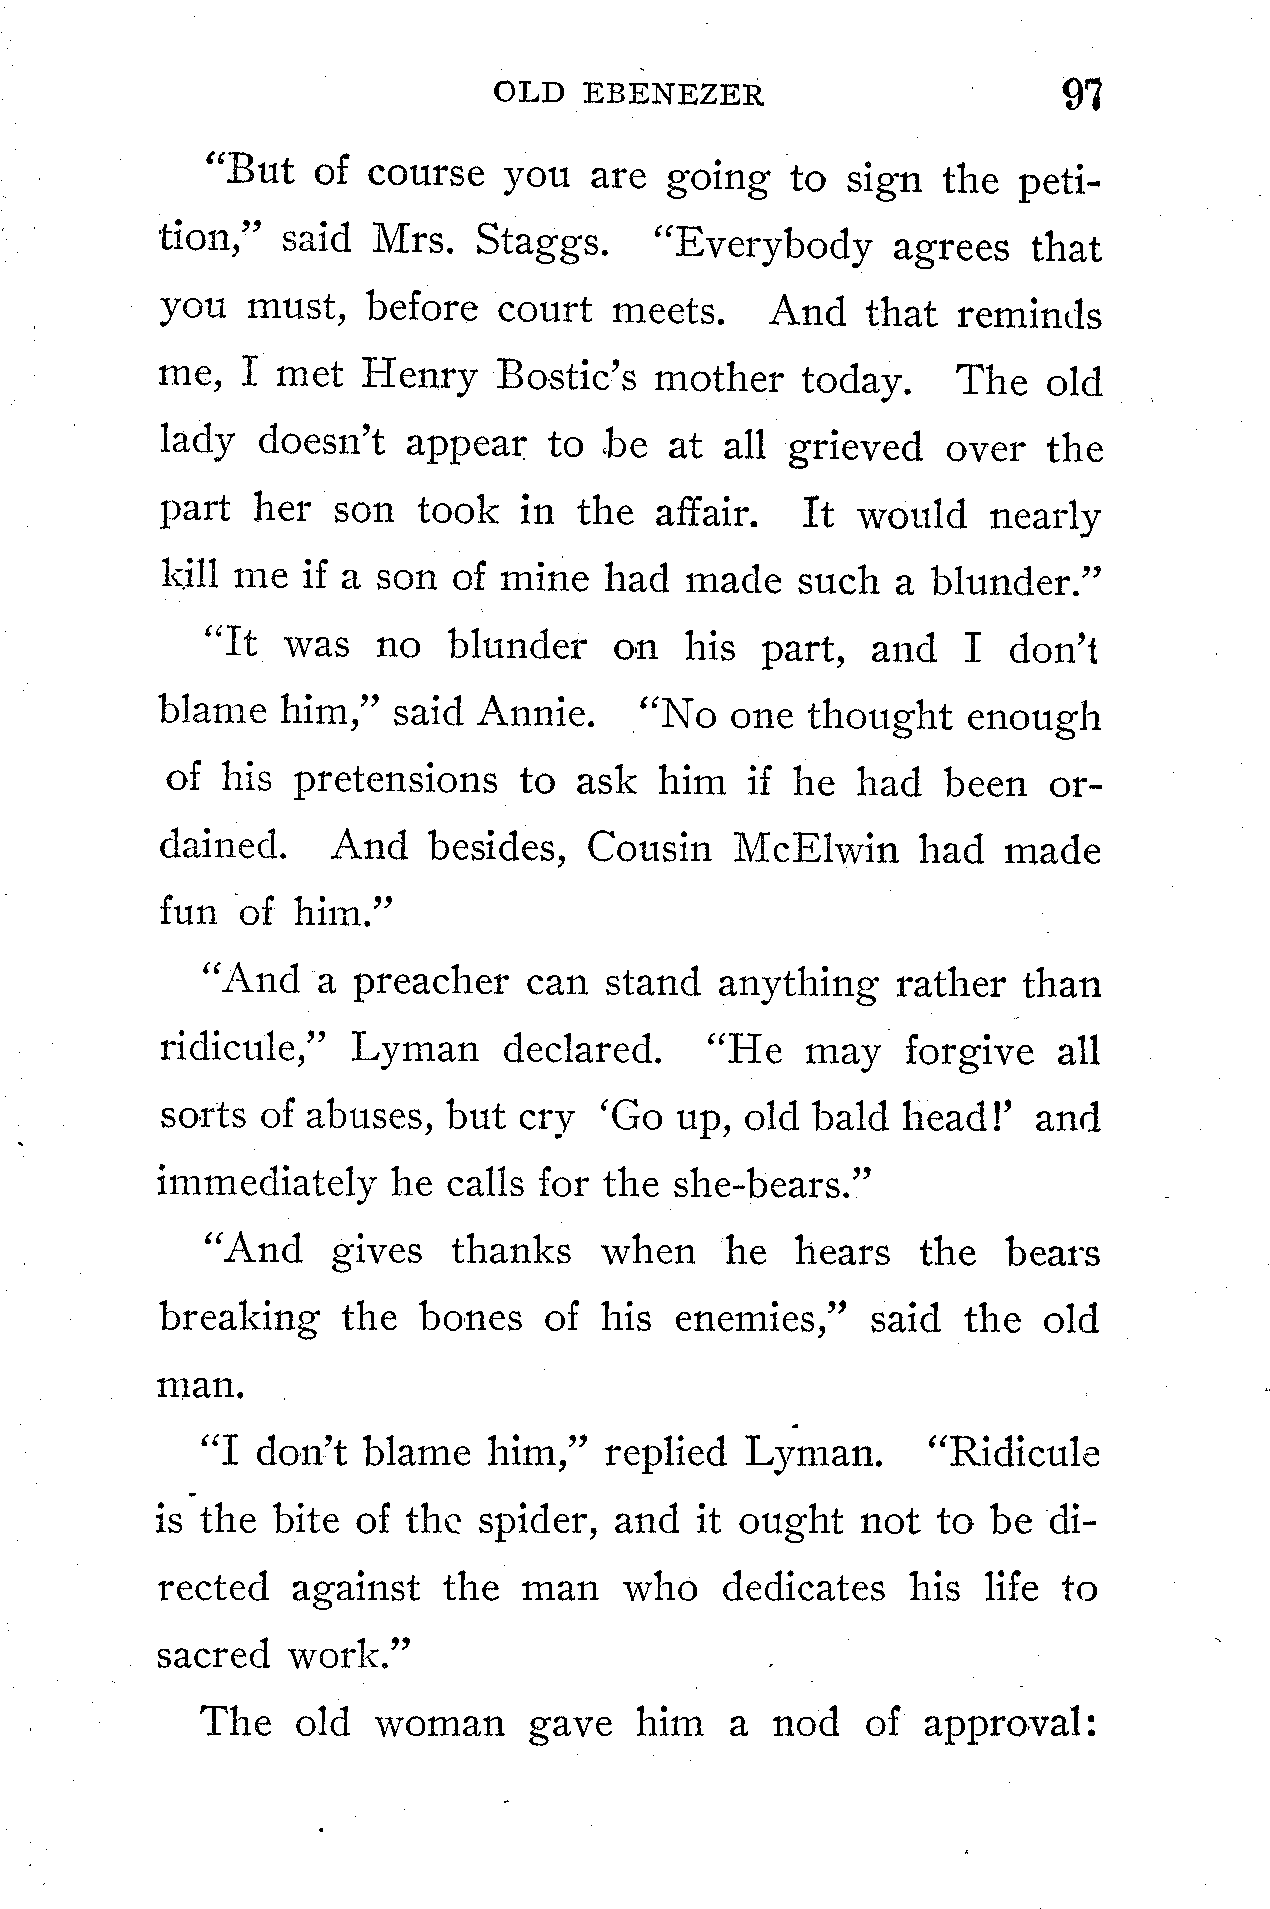 OLD EBENEZER 97
“But of course you are going to sign the peti-
tion,” said Mrs. Staggs. “Everybody agrees that
you must, before court meets. And that reminds
me, I met Henry Bostic’s mother today. The old
lady doesn’t appear to be at all grieved over the
part her son took in the affair. It would nearly
kill me if a son of mine had made such a blunder.”
“It was no blunder on his part, and I don’t
blame him,” said Annie. “No one thought enough
of his pretensions to ask him if he had been or-
dained. And besides, Cousin McElwin had made
fun of him.”
“And a preacher can stand anything rather than
ridicule,” Lyman declared. “He may forgive all
sorts of abuses, but cry ‘Go up, old bald head!’ and
immediately he calls for the she-bears.”
“And gives thanks when he hears the bears
breaking the bones of his enemies,” said the old
man.
“I don’t blame him,” replied Lyman. “Ridicule
is the bite of the spider, and it ought not to be di-
rected against the man who dedicates his life to
sacred work.”
The old woman gave him a nod of approval: